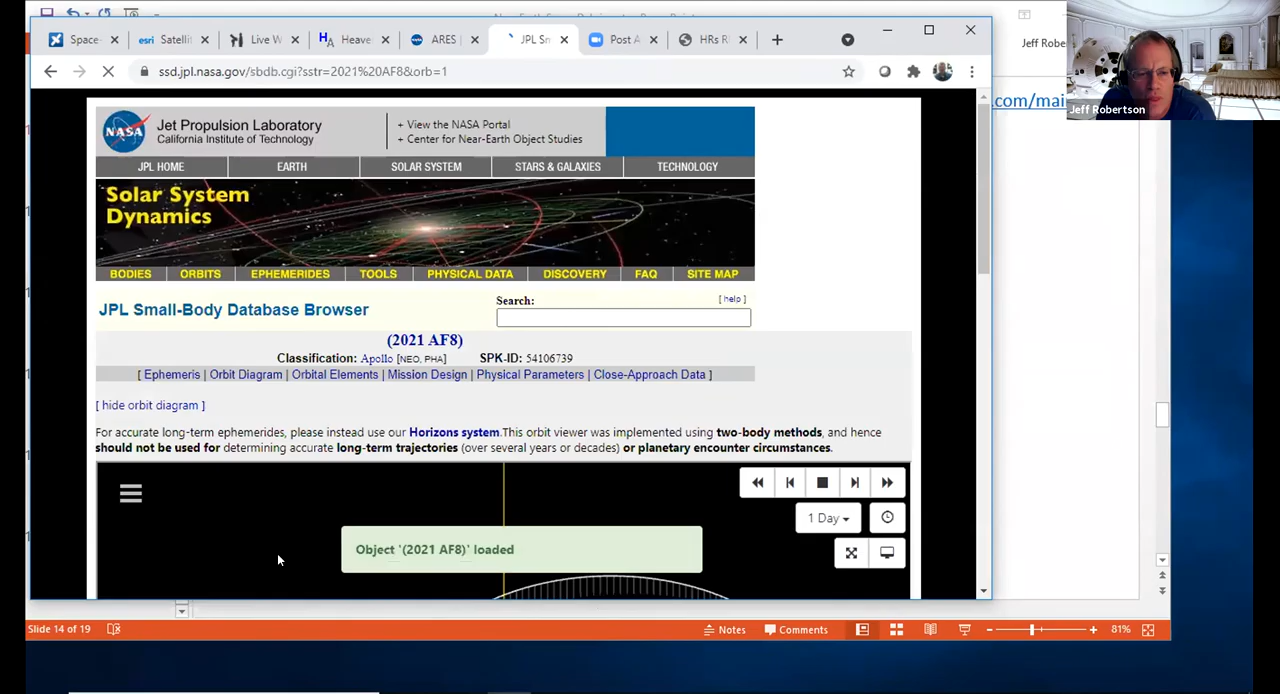 Space-
esri Satellit
Live W
HA Heave
ARES |
JPL Sm
Post A
HRs R
ssd.jpl.nasa.gov/sbdb.cgi?sstr=2021%20AF8&orb=1
Jeff Robe
.com/mai
Jeff Robertson
NASA
Jet Propulsion Laboratory
California Institute of Technology
+ View the NASA Portal
+ Center for Near-Earth Object Studies
JPL HOME EARTH SOLAR SYSTEM STARS & GALAXIES TECHNOLOGY
Solar System
Dynamics
BODIES ORBITS EPHEMERIDES TOOLS PHYSICAL DATA DISCOVERY FAQ SITE MAP
JPL Small-Body Database Browser
Search: [ help ]
(2021 AF8)
Classification: Apollo [NEO, PHA] SPK-ID: 54106739
[ Ephemeris | Orbit Diagram | Orbital Elements | Mission Design | Physical Parameters | Close-Approach Data ]
[ hide orbit diagram ]
For accurate long-term ephemerides, please instead use our Horizons system.This orbit viewer was implemented using two-body methods, and hence
should not be used for determining accurate long-term trajectories (over several years or decades) or planetary encounter circumstances.
1 Day
Object '(2021 AF8)' loaded
Slide 14 of 19
Notes
Comments
81%